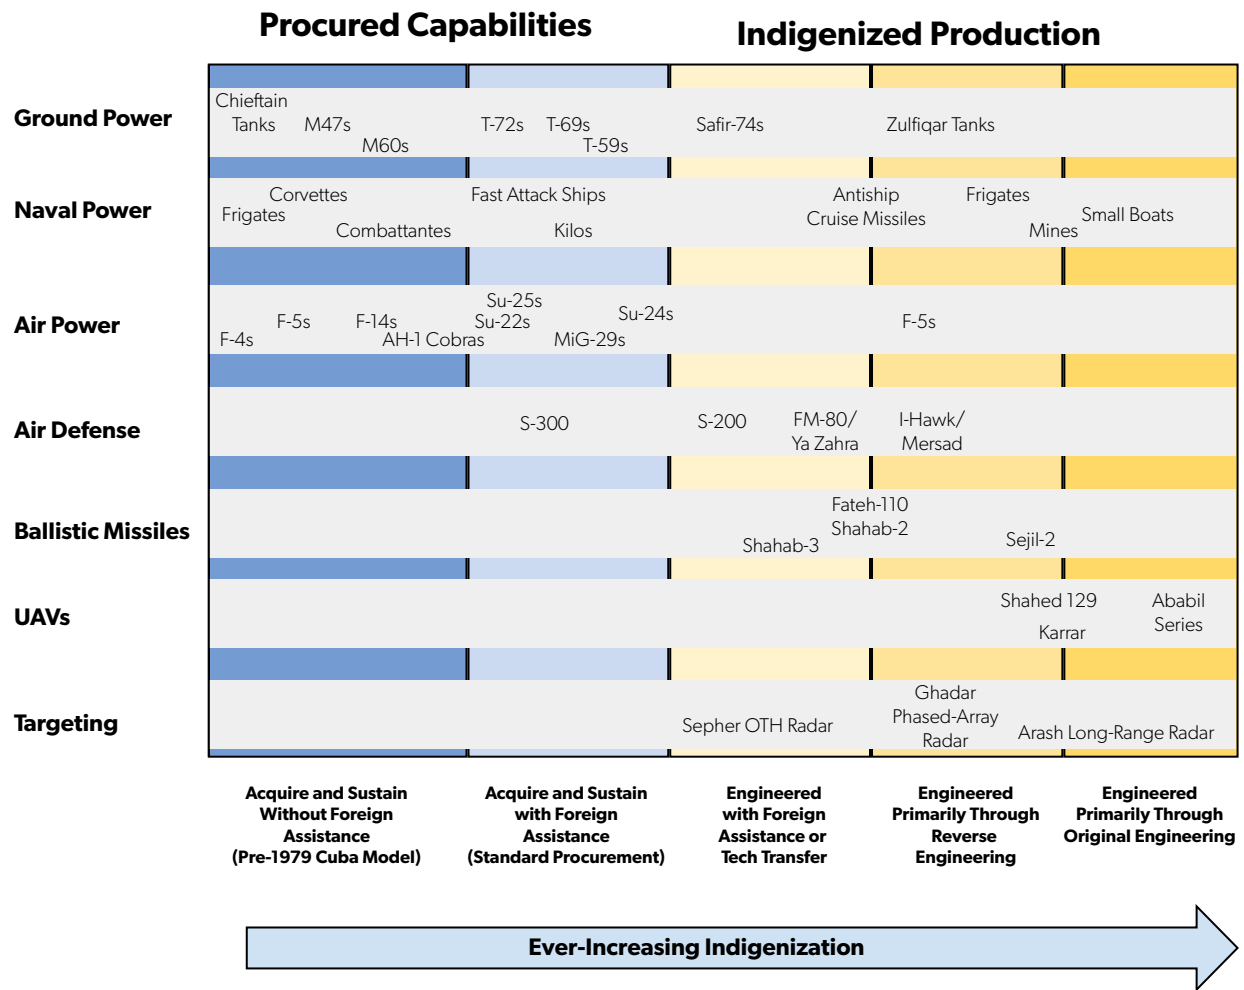 Procured Capabilities
Indigenized Production
Ground Power
Chieftain
Tanks
M47s
M60s
T-72s
T-69s
T-59s
Safir-74s
Zulfiqar Tanks
Naval Power
Corvettes
Frigates
Combattantes
Fast Attack Ships
Kilos
Antiship
Cruise Missiles
Frigates
Mines
Small Boats
Air Power
F-4s
F-5s
F-14s
AH-1 Cobras
Su-25s
Su-22s
MiG-29s
Su-24s
F-5s
Air Defense
S-300
S-200
FM-80/
Ya Zahra
I-Hawk/
Mersad
Ballistic Missiles
Shahab-3
Fateh-110
Shahab-2
Sejil-2
UAVs
Shahed 129
Karrar
Ababil
Series
Targeting
Sepher OTH Radar
Ghadar
Phased-Array
Radar
Arash Long-Range Radar
Acquire and Sustain
Without Foreign
Assistance
(Pre-1979 Cuba Model)
Acquire and Sustain
with Foreign
Assistance
(Standard Procurement)
Engineered
with Foreign
Assistance or
Tech Transfer
Engineered
Primarily Through
Reverse
Engineering
Engineered
Primarily Through
Original Engineering
Ever-Increasing Indigenization